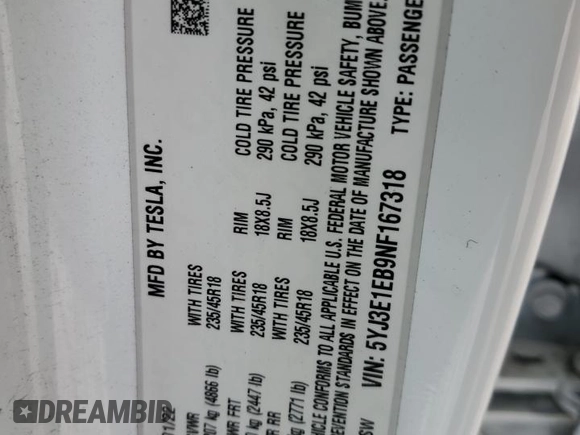 MFD BY TESLA, INC.
4866 lb) WITH TIRES RIM COLD TIRE PRESSURE
235/45R18 18X8.5J 290 kPa, 42 psi
(2447 lb) WITH TIRES RIM COLD TIRE PRESSURE
235/45R18 18X8.5J 290 kPa, 42 psi
RR WITH TIRES
kg (2771 lb) 235/45R18
CONFORMS TO ALL APPLICABLE U.S. FEDERAL MOTOR VEHICLE SAFETY, BUM
STANDARDS IN EFFECT ON THE DATE OF MANUFACTURE SHOWN ABOVE.
VIN: 5YJ3E1EB9NF167318 TYPE: PASSENGE
DREAMBID.COM